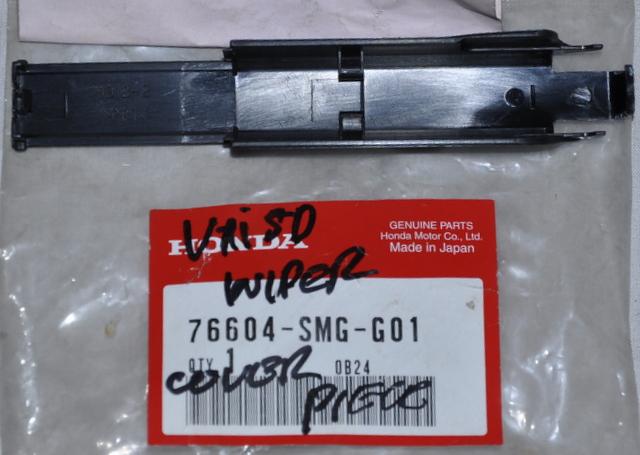 GENUINE PARTS
Honda Motor Co., Ltd.
Made in Japan
HONDA
WIPER
76604-SMG-G01
QTY 1
0B24
COVER
PIECE